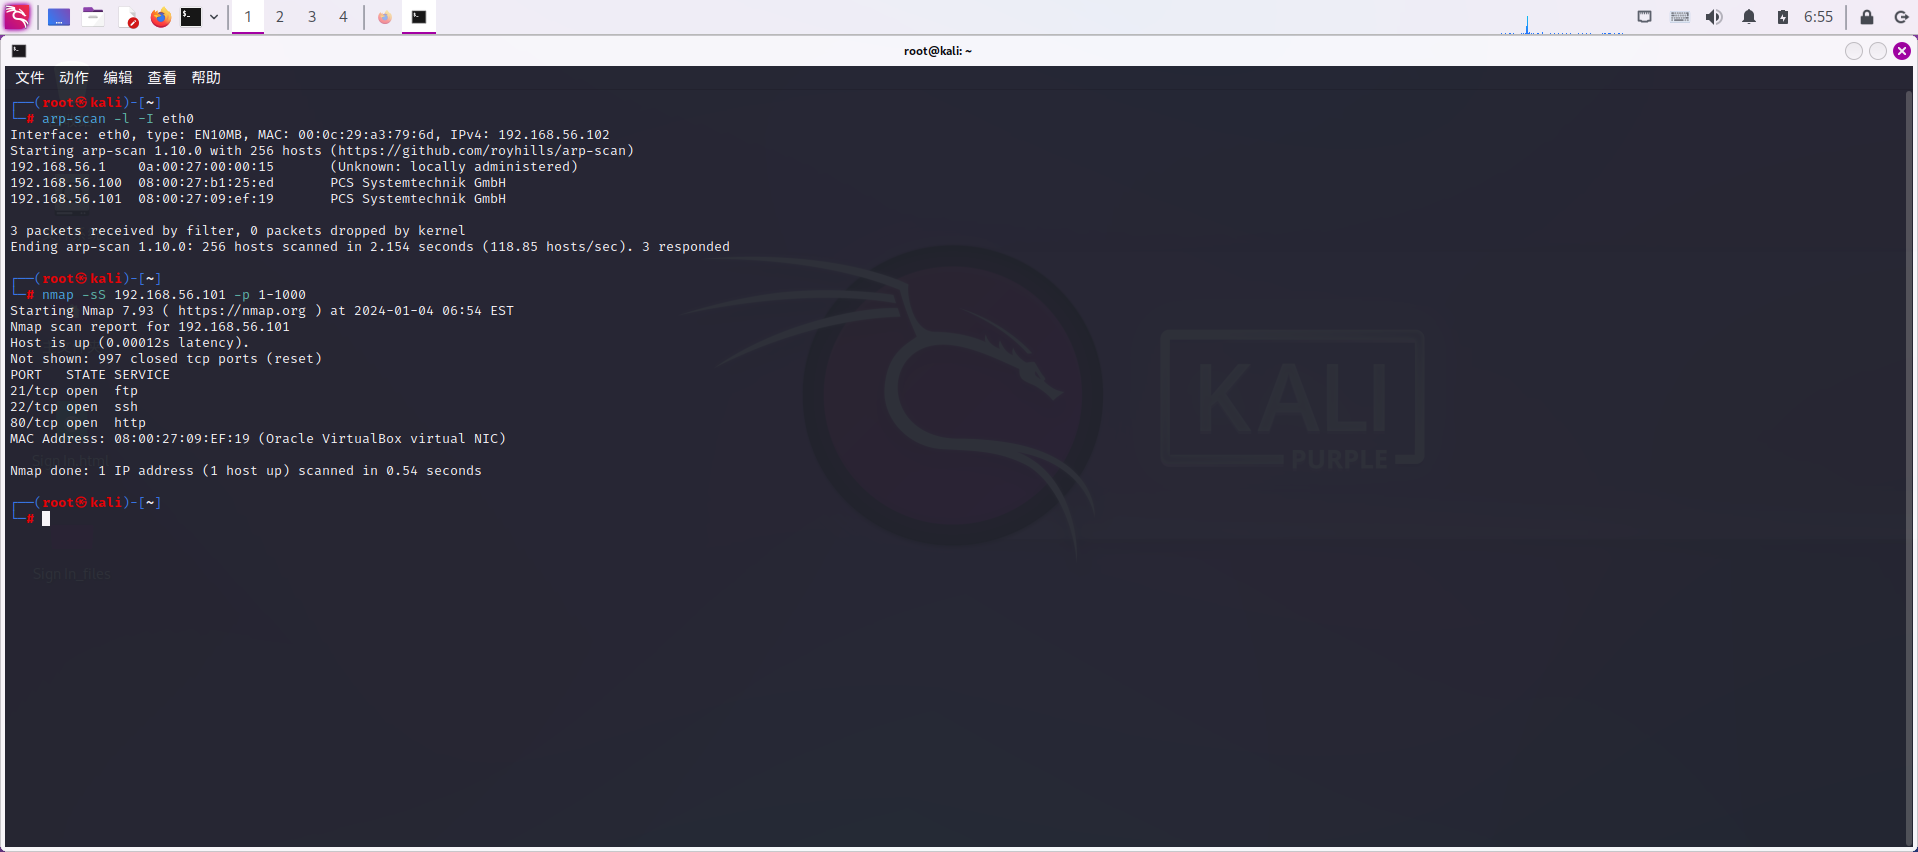 1 2 3 4 6:55
root@kali: ~
文件 动作 编辑 查看 帮助
┌──(root㉿kali)-[~]
└─# arp-scan -l -I eth0
Interface: eth0, type: EN10MB, MAC: 00:0c:29:a3:79:6d, IPv4: 192.168.56.102
Starting arp-scan 1.10.0 with 256 hosts (https://github.com/royhills/arp-scan)
192.168.56.1    0a:00:27:00:00:15       (Unknown: locally administered)
192.168.56.100  08:00:27:b1:25:ed       PCS Systemtechnik GmbH
192.168.56.101  08:00:27:09:ef:19       PCS Systemtechnik GmbH
3 packets received by filter, 0 packets dropped by kernel
Ending arp-scan 1.10.0: 256 hosts scanned in 2.154 seconds (118.85 hosts/sec). 3 responded
┌──(root㉿kali)-[~]
└─# nmap -sS 192.168.56.101 -p 1-1000
Starting Nmap 7.93 ( https://nmap.org ) at 2024-01-04 06:54 EST
Nmap scan report for 192.168.56.101
Host is up (0.00012s latency).
Not shown: 997 closed tcp ports (reset)
PORT   STATE SERVICE
21/tcp open  ftp
22/tcp open  ssh
80/tcp open  http
MAC Address: 08:00:27:09:EF:19 (Oracle VirtualBox virtual NIC)
Nmap done: 1 IP address (1 host up) scanned in 0.54 seconds
┌──(root㉿kali)-[~]
└─#
Sign In.html
Sign In_files
KALI
PURPLE